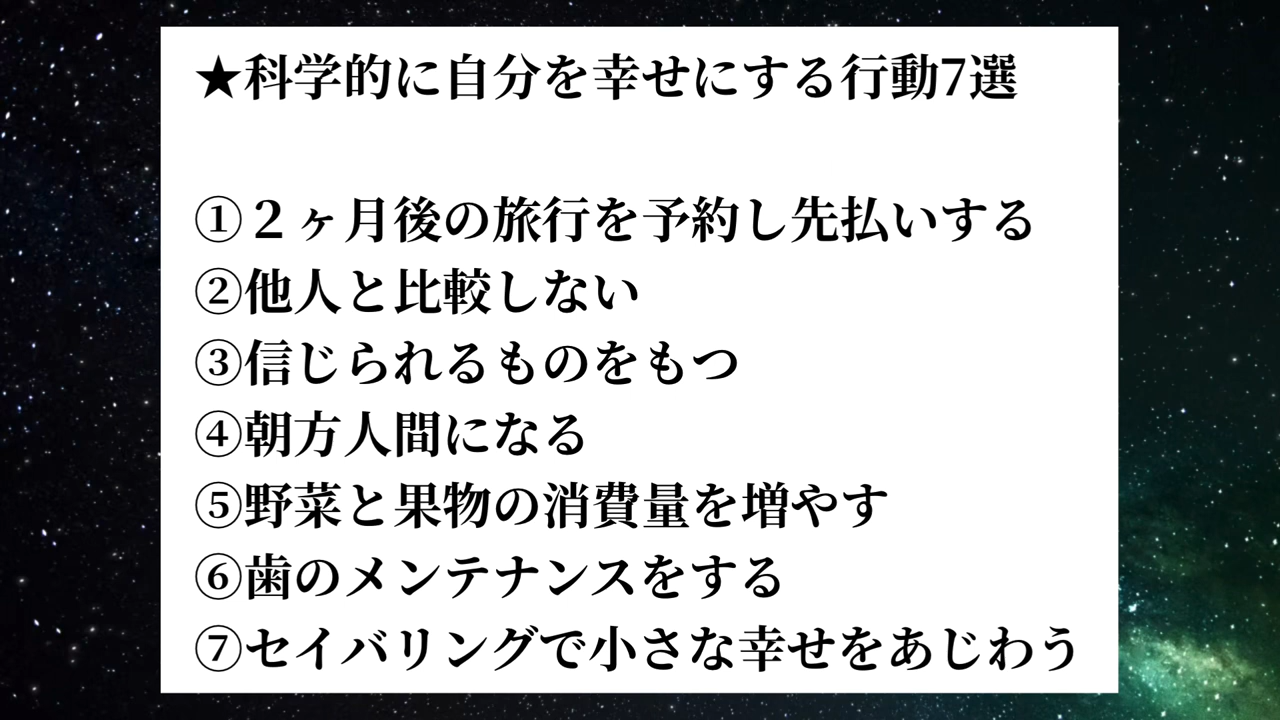 ★科学的に自分を幸せにする行動7選
①２ヶ月後の旅行を予約し先払いする
②他人と比較しない
③信じられるものをもつ
④朝方人間になる
⑤野菜と果物の消費量を増やす
⑥歯のメンテナンスをする
⑦セイバリングで小さな幸せをあじわう